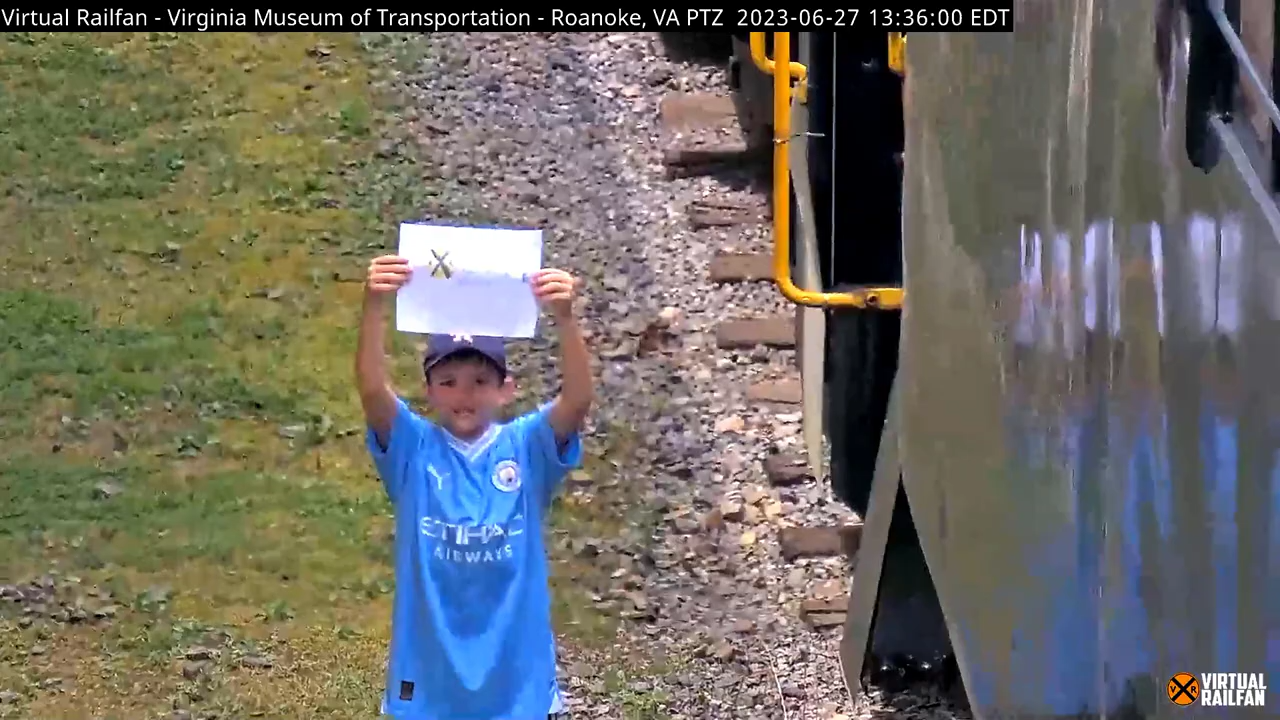 Virtual Railfan - Virginia Museum of Transportation - Roanoke, VA PTZ  2023-06-27 13:36:00 EDT
ETIHAD
AIRWAYS
VXR VIRTUAL
RAILFAN